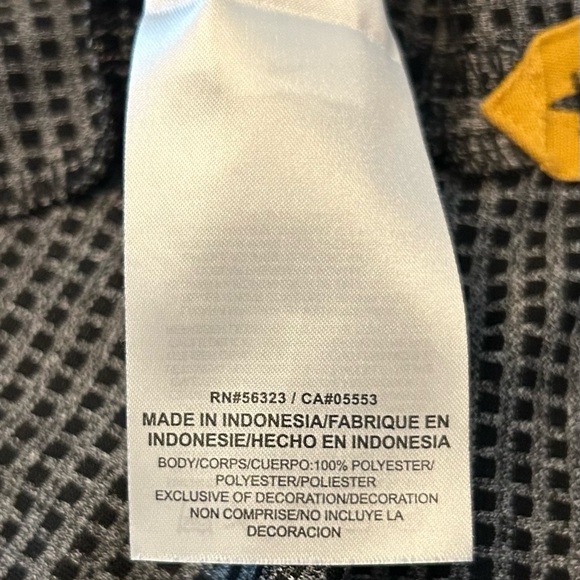 RN#56323 / CA#05553
MADE IN INDONESIA/FABRIQUE EN
INDONESIE/HECHO EN INDONESIA
BODY/CORPS/CUERPO:100% POLYESTER/
POLYESTER/POLIESTER
EXCLUSIVE OF DECORATION/DECORATION
NON COMPRISE/NO INCLUYE LA
DECORACION